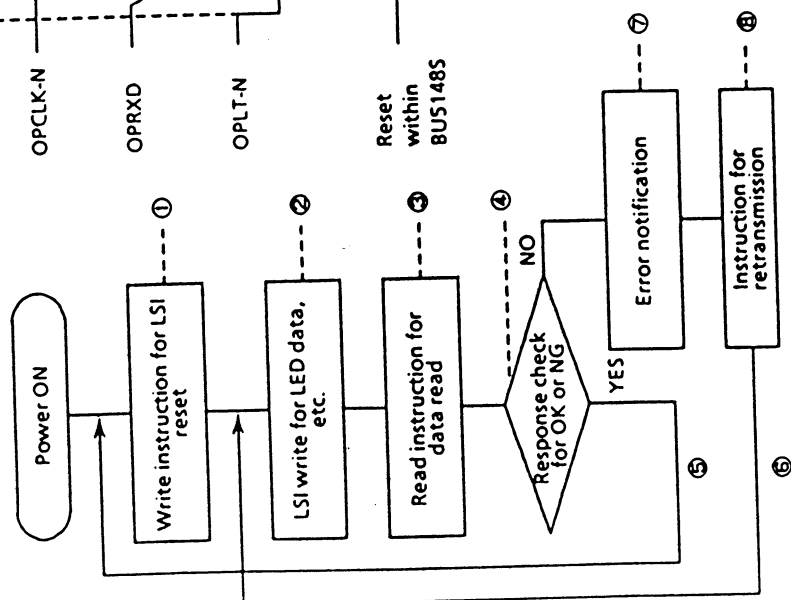 OPCLK-N
OPRXD
OPLT-N
Reset
within
BUS148S
Power ON
Write instruction for LSI
reset
①
LSI write for LED data,
etc.
②
Read instruction for
data read
③
Response check
for OK or NG
④
NO
YES
⑤
⑥
Error notification
⑦
Instruction for
retransmission
⑧